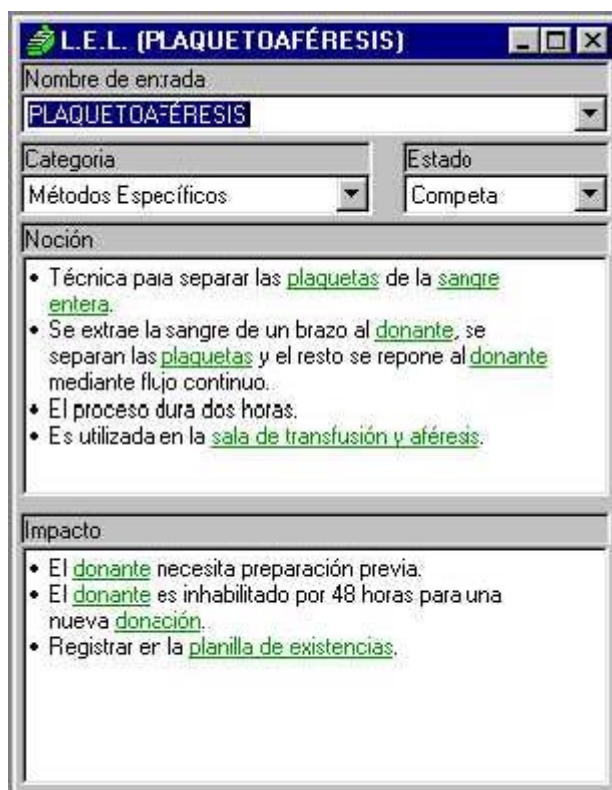 L.E.L. (PLAQUETOAFÉRESIS)
Nombre de entrada
PLAQUETOAFÉRESIS
Categoria Estado
Métodos Específicos Competa
Noción
• Técnica para separar las plaquetas de la sangre
entera.
• Se extrae la sangre de un brazo al donante, se
separan las plaquetas y el resto se repone al donante
mediante flujo continuo.
• El proceso dura dos horas.
• Es utilizada en la sala de transfusión y aféresis.
Impacto
• El donante necesita preparación previa.
• El donante es inhabilitado por 48 horas para una
nueva donación.
• Registrar en la planilla de existencias.